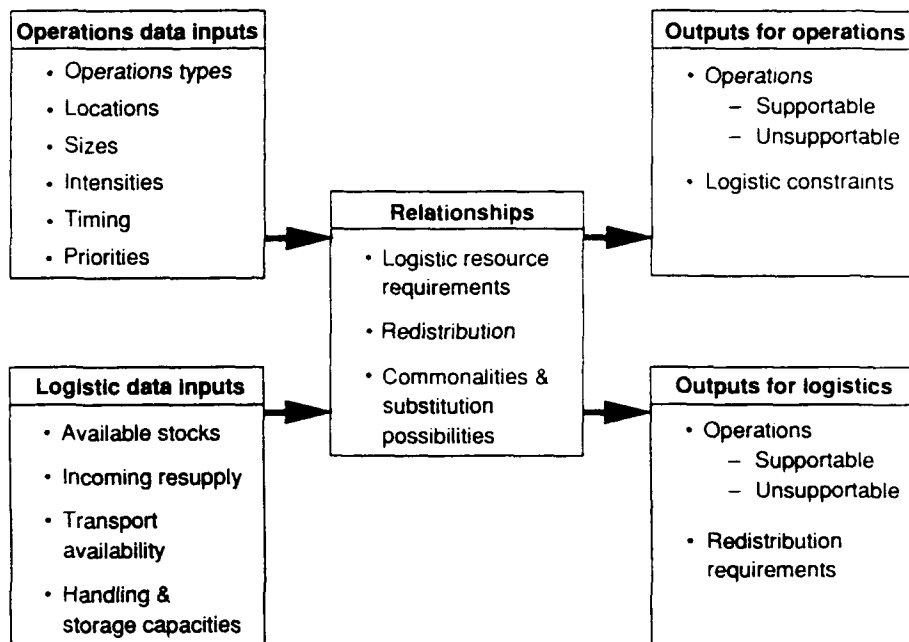 Operations data inputs
• Operations types
• Locations
• Sizes
• Intensities
• Timing
• Priorities
Logistic data inputs
• Available stocks
• Incoming resupply
• Transport
availability
• Handling &
storage capacities
Relationships
• Logistic resource
requirements
• Redistribution
• Commonalities &
substitution
possibilities
Outputs for operations
• Operations
– Supportable
– Unsupportable
• Logistic constraints
Outputs for logistics
• Operations
– Supportable
– Unsupportable
• Redistribution
requirements